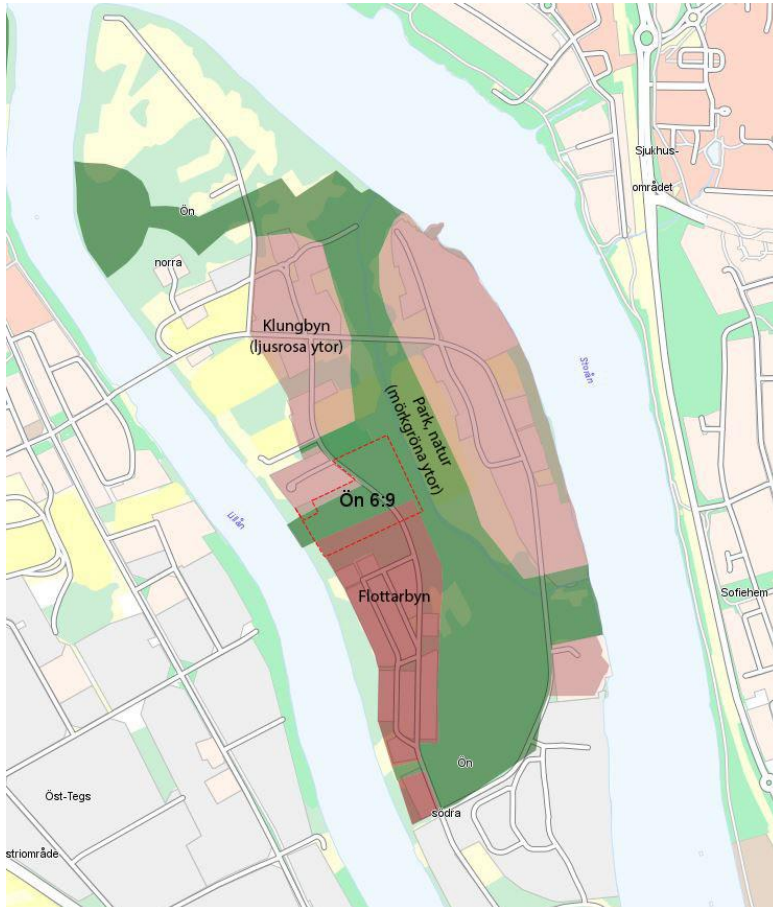 Sjukhus-
området
Ön
norra
Klungbyn
(ljusrosa ytor)
Storån
Park, natur
(mörkgröna ytor)
Ön 6:9
Lillån
Flottarbyn
Sofiehem
Ön
södra
Öst-Tegs
striområde